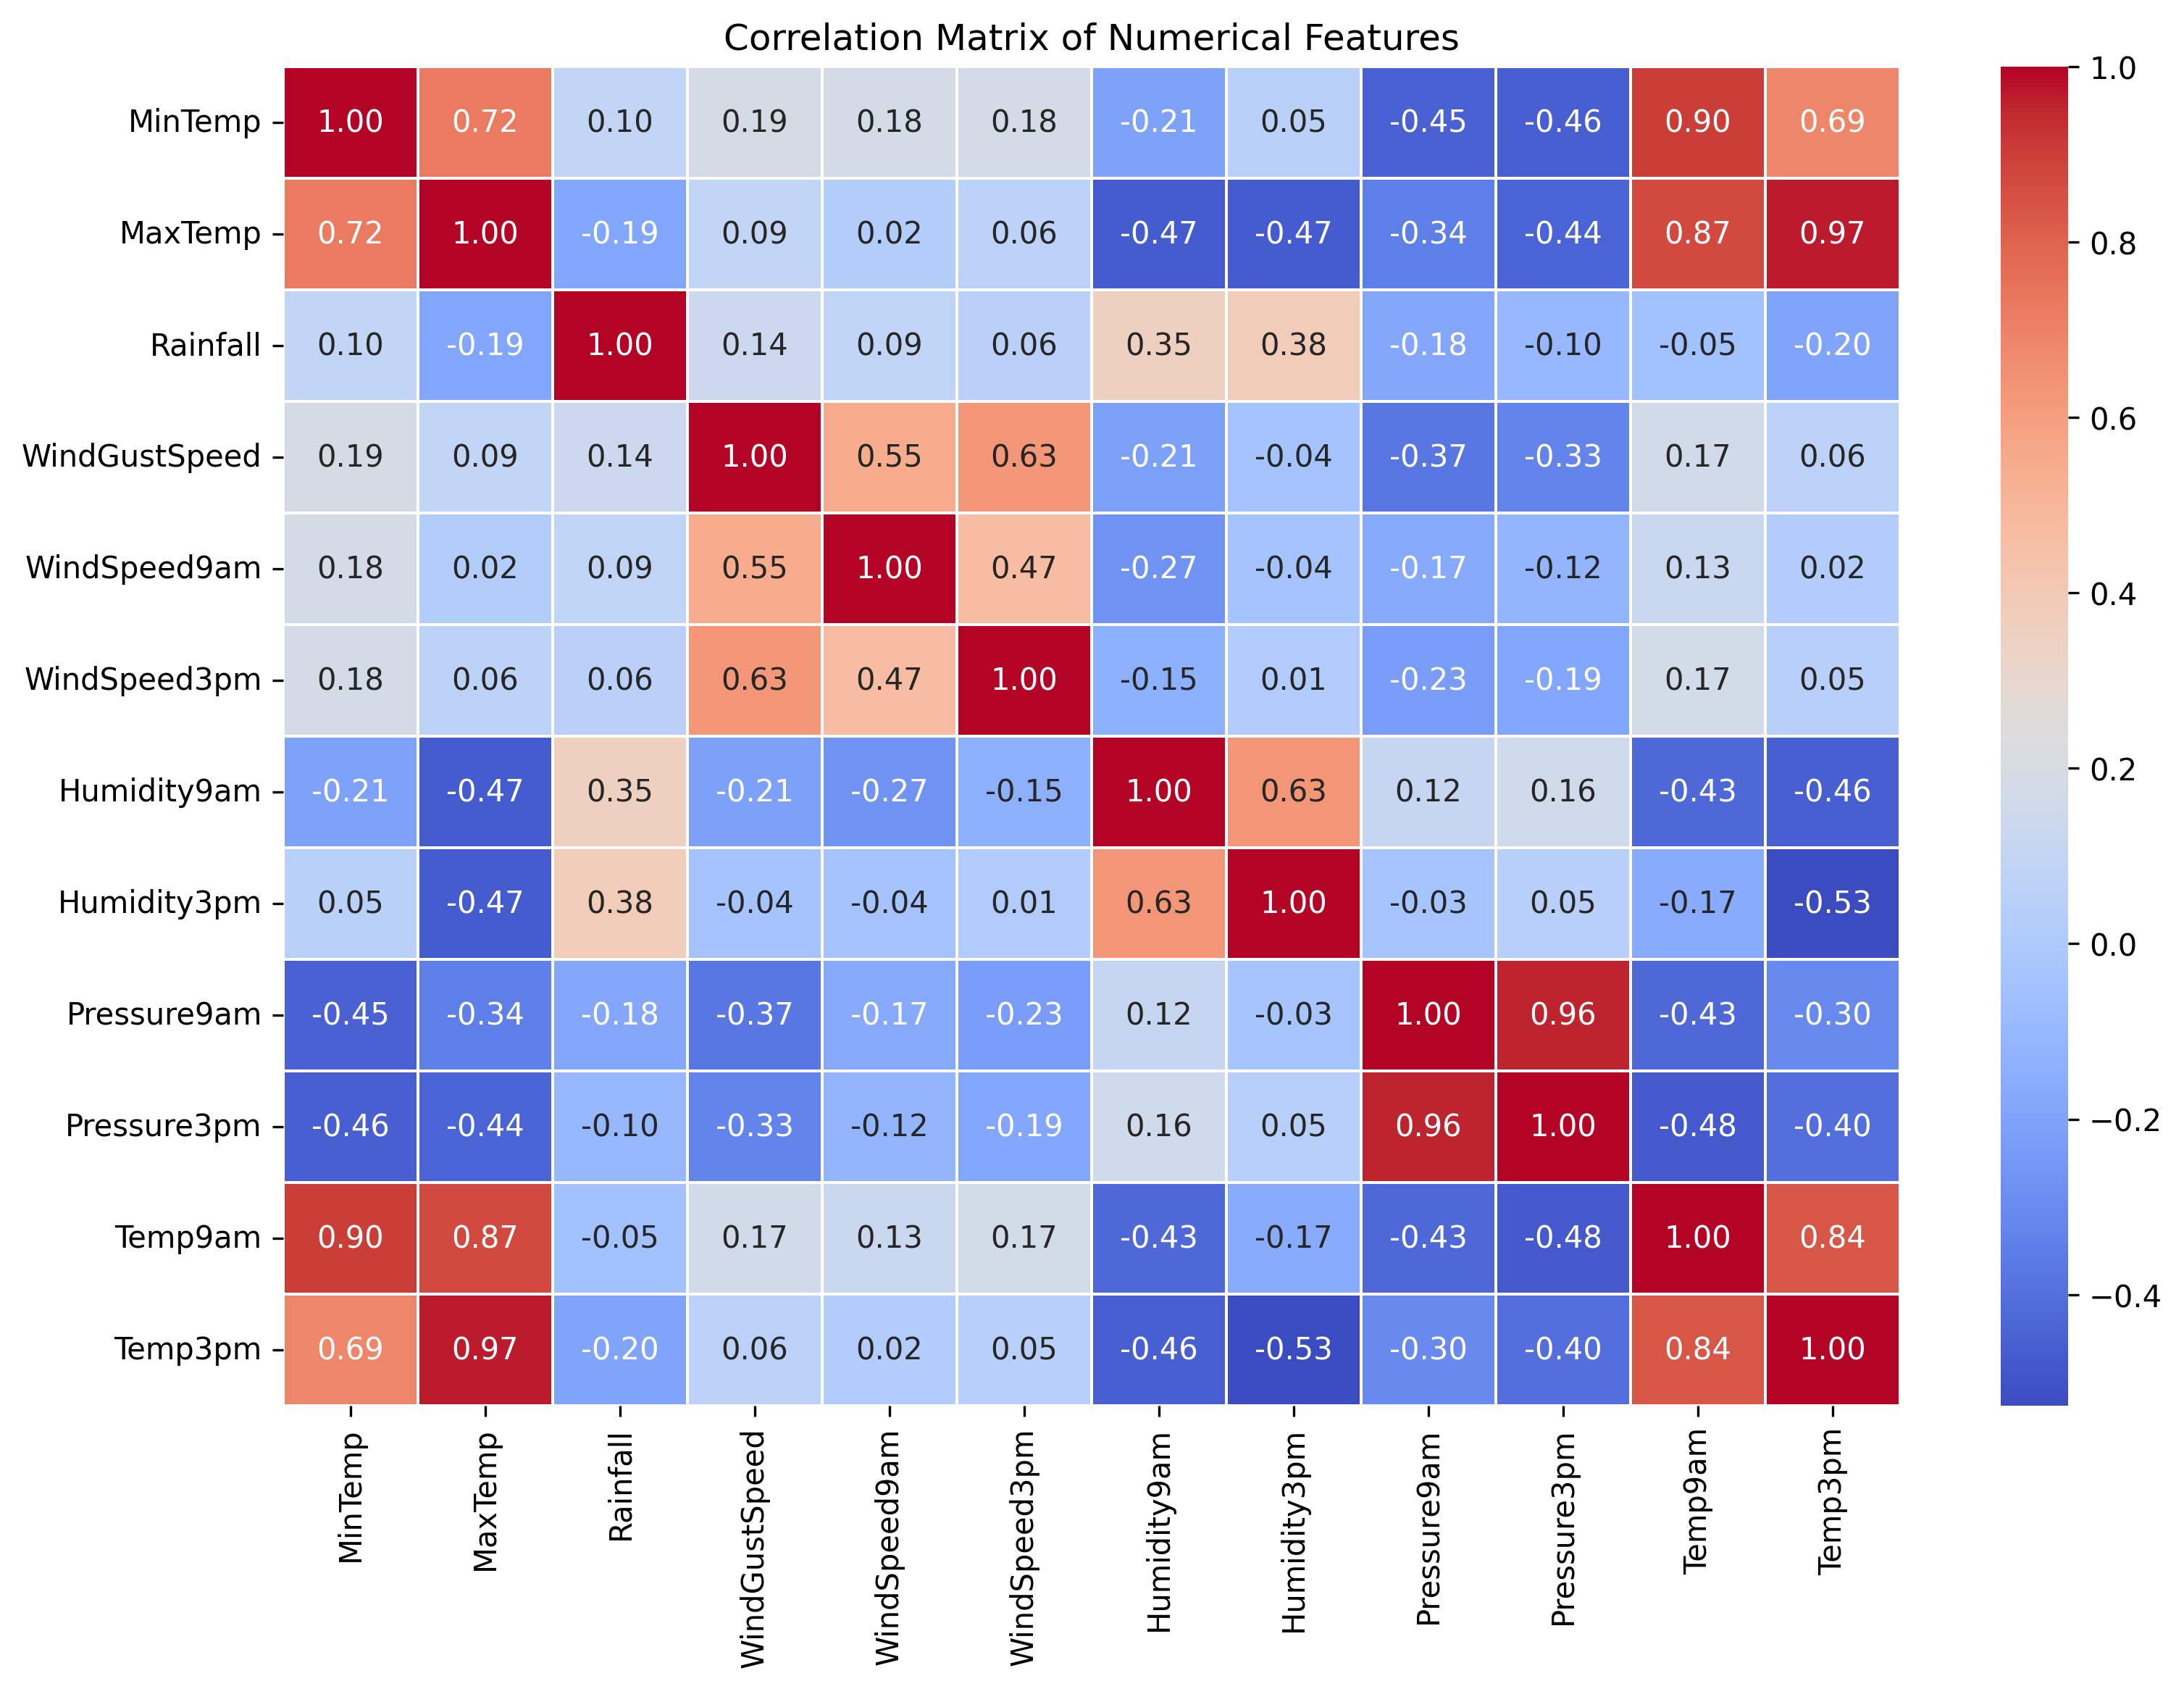 Correlation Matrix of Numerical Features
MinTemp 1.00 0.72 0.10 0.19 0.18 0.18 -0.21 0.05 -0.45 -0.46 0.90 0.69
MaxTemp 0.72 1.00 -0.19 0.09 0.02 0.06 -0.47 -0.47 -0.34 -0.44 0.87 0.97
Rainfall 0.10 -0.19 1.00 0.14 0.09 0.06 0.35 0.38 -0.18 -0.10 -0.05 -0.20
WindGustSpeed 0.19 0.09 0.14 1.00 0.55 0.63 -0.21 -0.04 -0.37 -0.33 0.17 0.06
WindSpeed9am 0.18 0.02 0.09 0.55 1.00 0.47 -0.27 -0.04 -0.17 -0.12 0.13 0.02
WindSpeed3pm 0.18 0.06 0.06 0.63 0.47 1.00 -0.15 0.01 -0.23 -0.19 0.17 0.05
Humidity9am -0.21 -0.47 0.35 -0.21 -0.27 -0.15 1.00 0.63 0.12 0.16 -0.43 -0.46
Humidity3pm 0.05 -0.47 0.38 -0.04 -0.04 0.01 0.63 1.00 -0.03 0.05 -0.17 -0.53
Pressure9am -0.45 -0.34 -0.18 -0.37 -0.17 -0.23 0.12 -0.03 1.00 0.96 -0.43 -0.30
Pressure3pm -0.46 -0.44 -0.10 -0.33 -0.12 -0.19 0.16 0.05 0.96 1.00 -0.48 -0.40
Temp9am 0.90 0.87 -0.05 0.17 0.13 0.17 -0.43 -0.17 -0.43 -0.48 1.00 0.84
Temp3pm 0.69 0.97 -0.20 0.06 0.02 0.05 -0.46 -0.53 -0.30 -0.40 0.84 1.00
MinTemp MaxTemp Rainfall WindGustSpeed WindSpeed9am WindSpeed3pm Humidity9am Humidity3pm Pressure9am Pressure3pm Temp9am Temp3pm
1.0
0.8
0.6
0.4
0.2
0.0
−0.2
−0.4